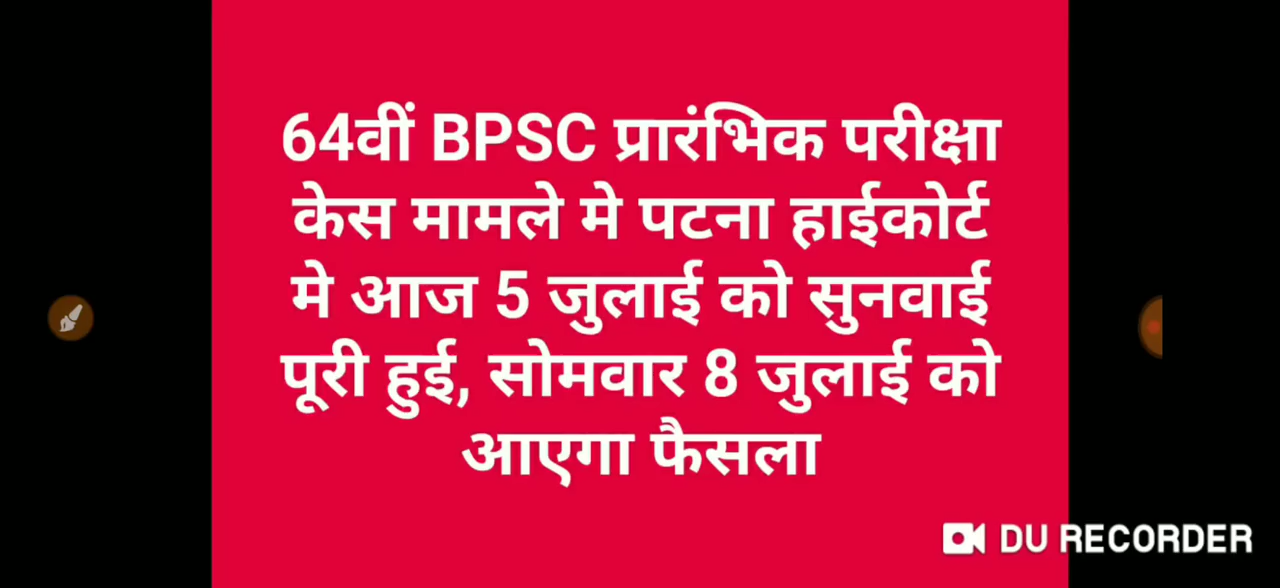 64वीं BPSC प्रारंभिक परीक्षा
केस मामले मे पटना हाईकोर्ट
मे आज 5 जुलाई को सुनवाई
पूरी हुई, सोमवार 8 जुलाई को
आएगा फैसला
DU RECORDER